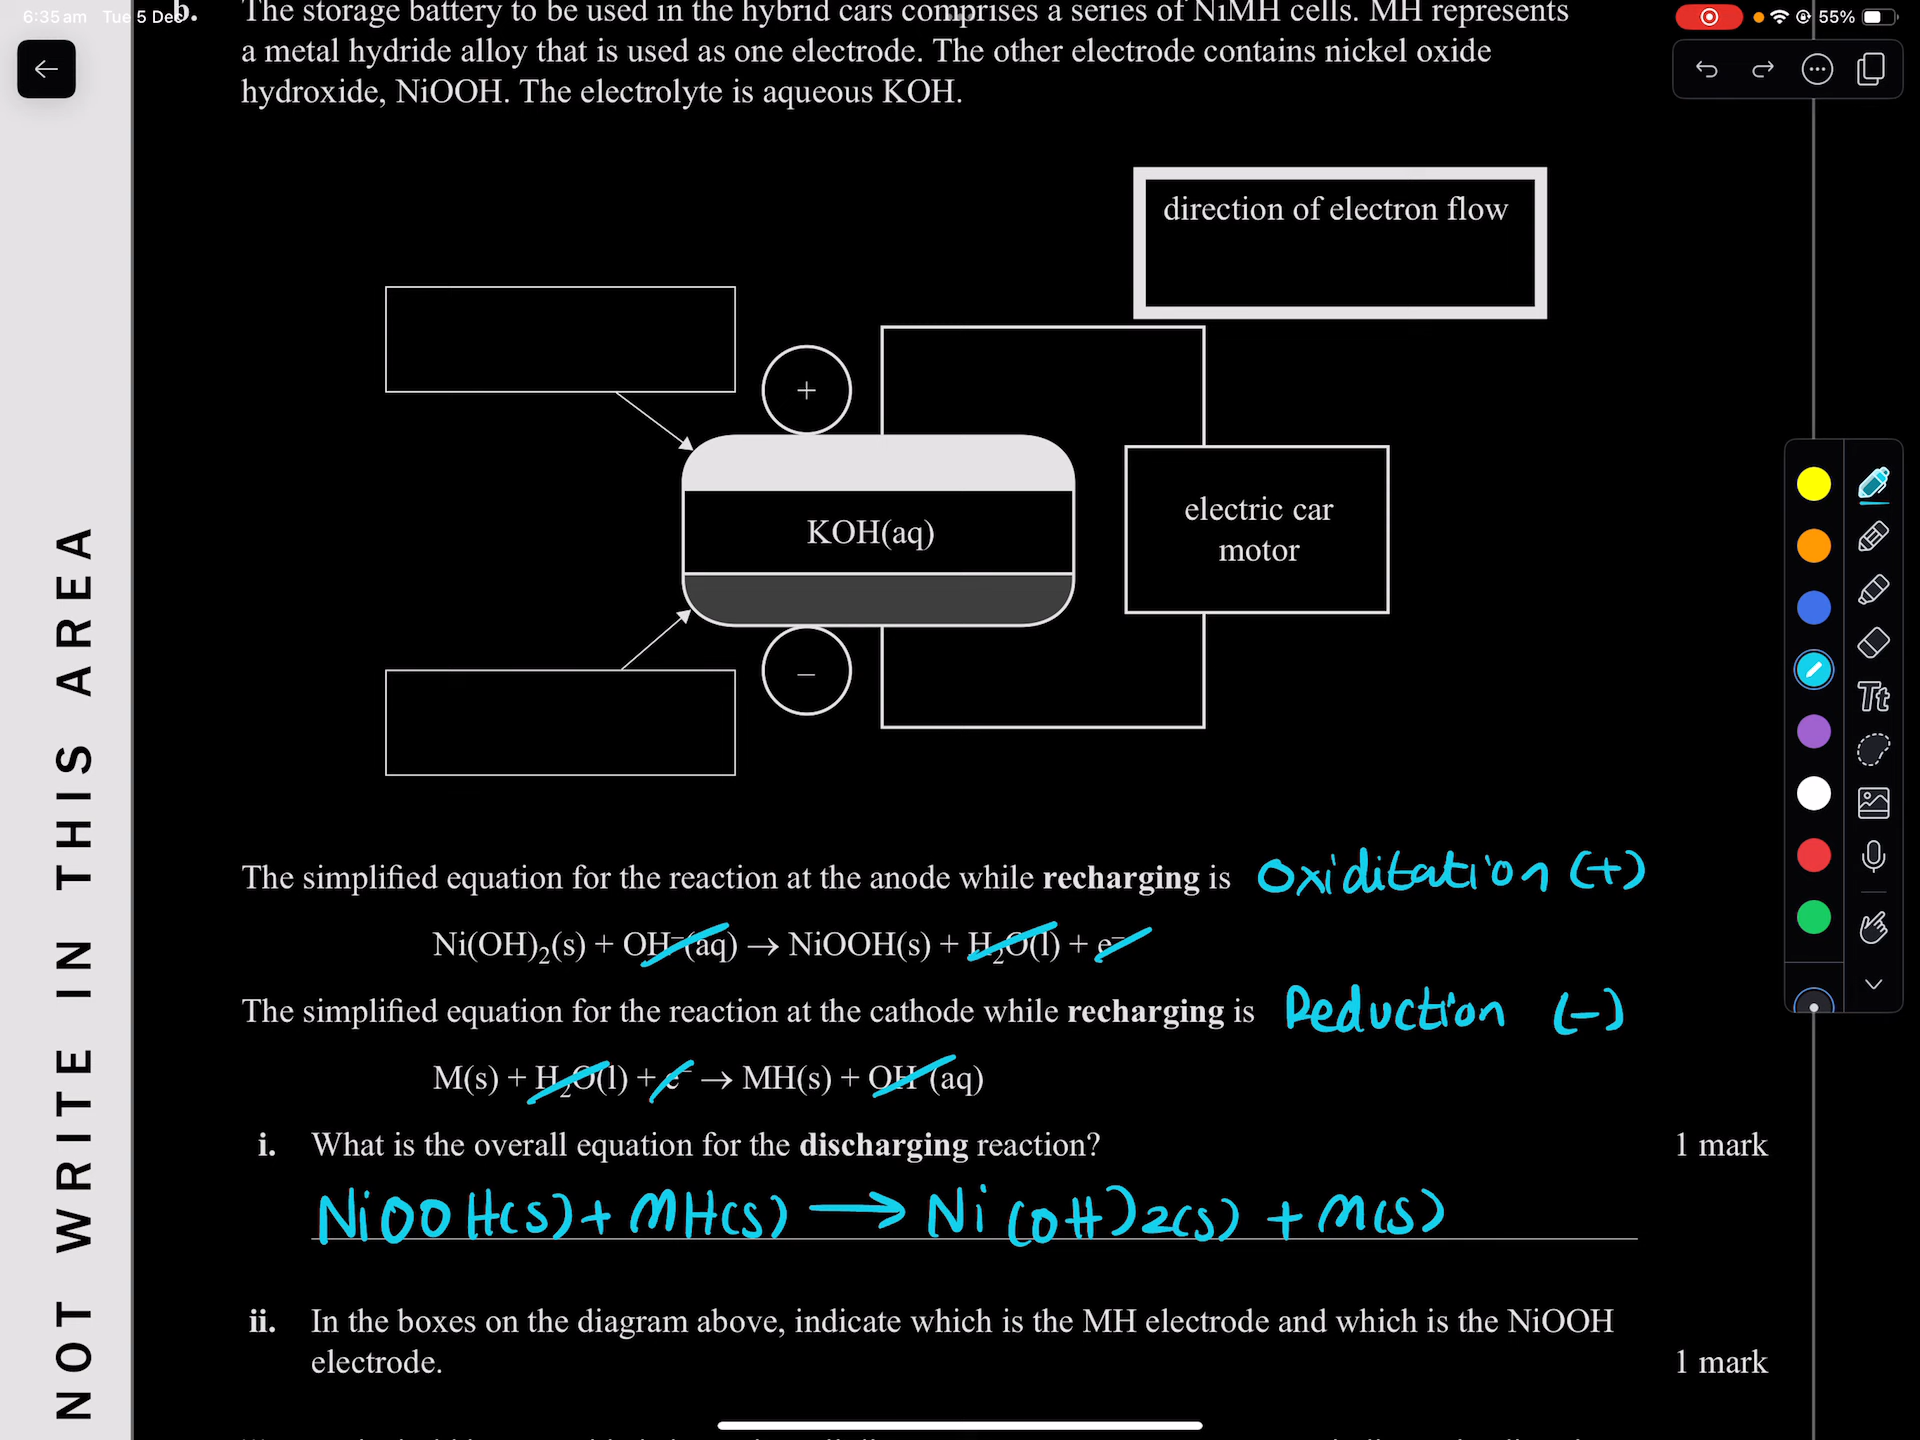 6:35 am Tue 5 Dec
55%
b. The storage battery to be used in the hybrid cars comprises a series of NiMH cells. MH represents
a metal hydride alloy that is used as one electrode. The other electrode contains nickel oxide
hydroxide, NiOOH. The electrolyte is aqueous KOH.
direction of electron flow
+
KOH(aq)
electric car
motor
–
The simplified equation for the reaction at the anode while recharging is Oxiditation (+)
Ni(OH)₂(s) + OH⁻(aq) → NiOOH(s) + H₂O(l) + e⁻
The simplified equation for the reaction at the cathode while recharging is Reduction (-)
M(s) + H₂O(l) + e⁻ → MH(s) + OH⁻(aq)
i. What is the overall equation for the discharging reaction? 1 mark
NiOOH(s) + MH(s) → Ni(OH)2(s) + M(s)
ii. In the boxes on the diagram above, indicate which is the MH electrode and which is the NiOOH
electrode. 1 mark
NOT WRITE IN THIS AREA
Tt